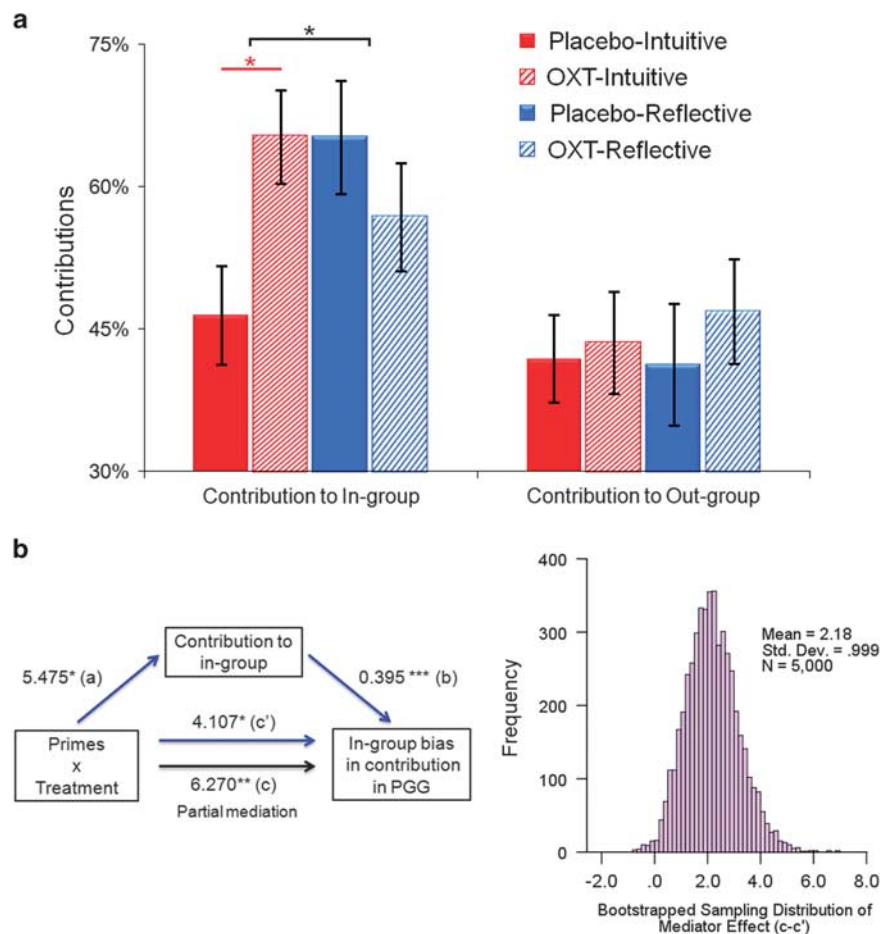 a
75%
60%
45%
30%
Contributions
*
*
Placebo-Intuitive
OXT-Intuitive
Placebo-Reflective
OXT-Reflective
Contribution to In-group
Contribution to Out-group
b
Contribution to
in-group
5.475* (a)
0.395 *** (b)
Primes
x
Treatment
4.107* (c')
6.270** (c)
Partial mediation
In-group bias
in contribution
in PGG
400
300
200
100
0
Frequency
Mean = 2.18
Std. Dev. = .999
N = 5,000
-2.0 .0 2.0 4.0 6.0 8.0
Bootstrapped Sampling Distribution of
Mediator Effect (c-c')